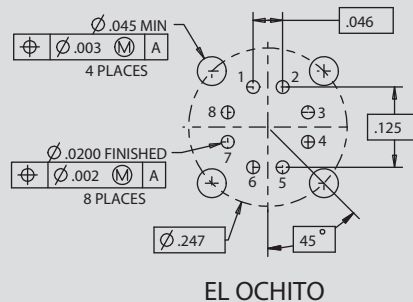 ⌀ .045 MIN
⌖ ⌀ .003 Ⓜ A
4 PLACES
.046
1 2
8 3
7 4
6 5
.125
⌀ .0200 FINISHED
⌖ ⌀ .002 Ⓜ A
8 PLACES
⌀ .247
45°
EL OCHITO